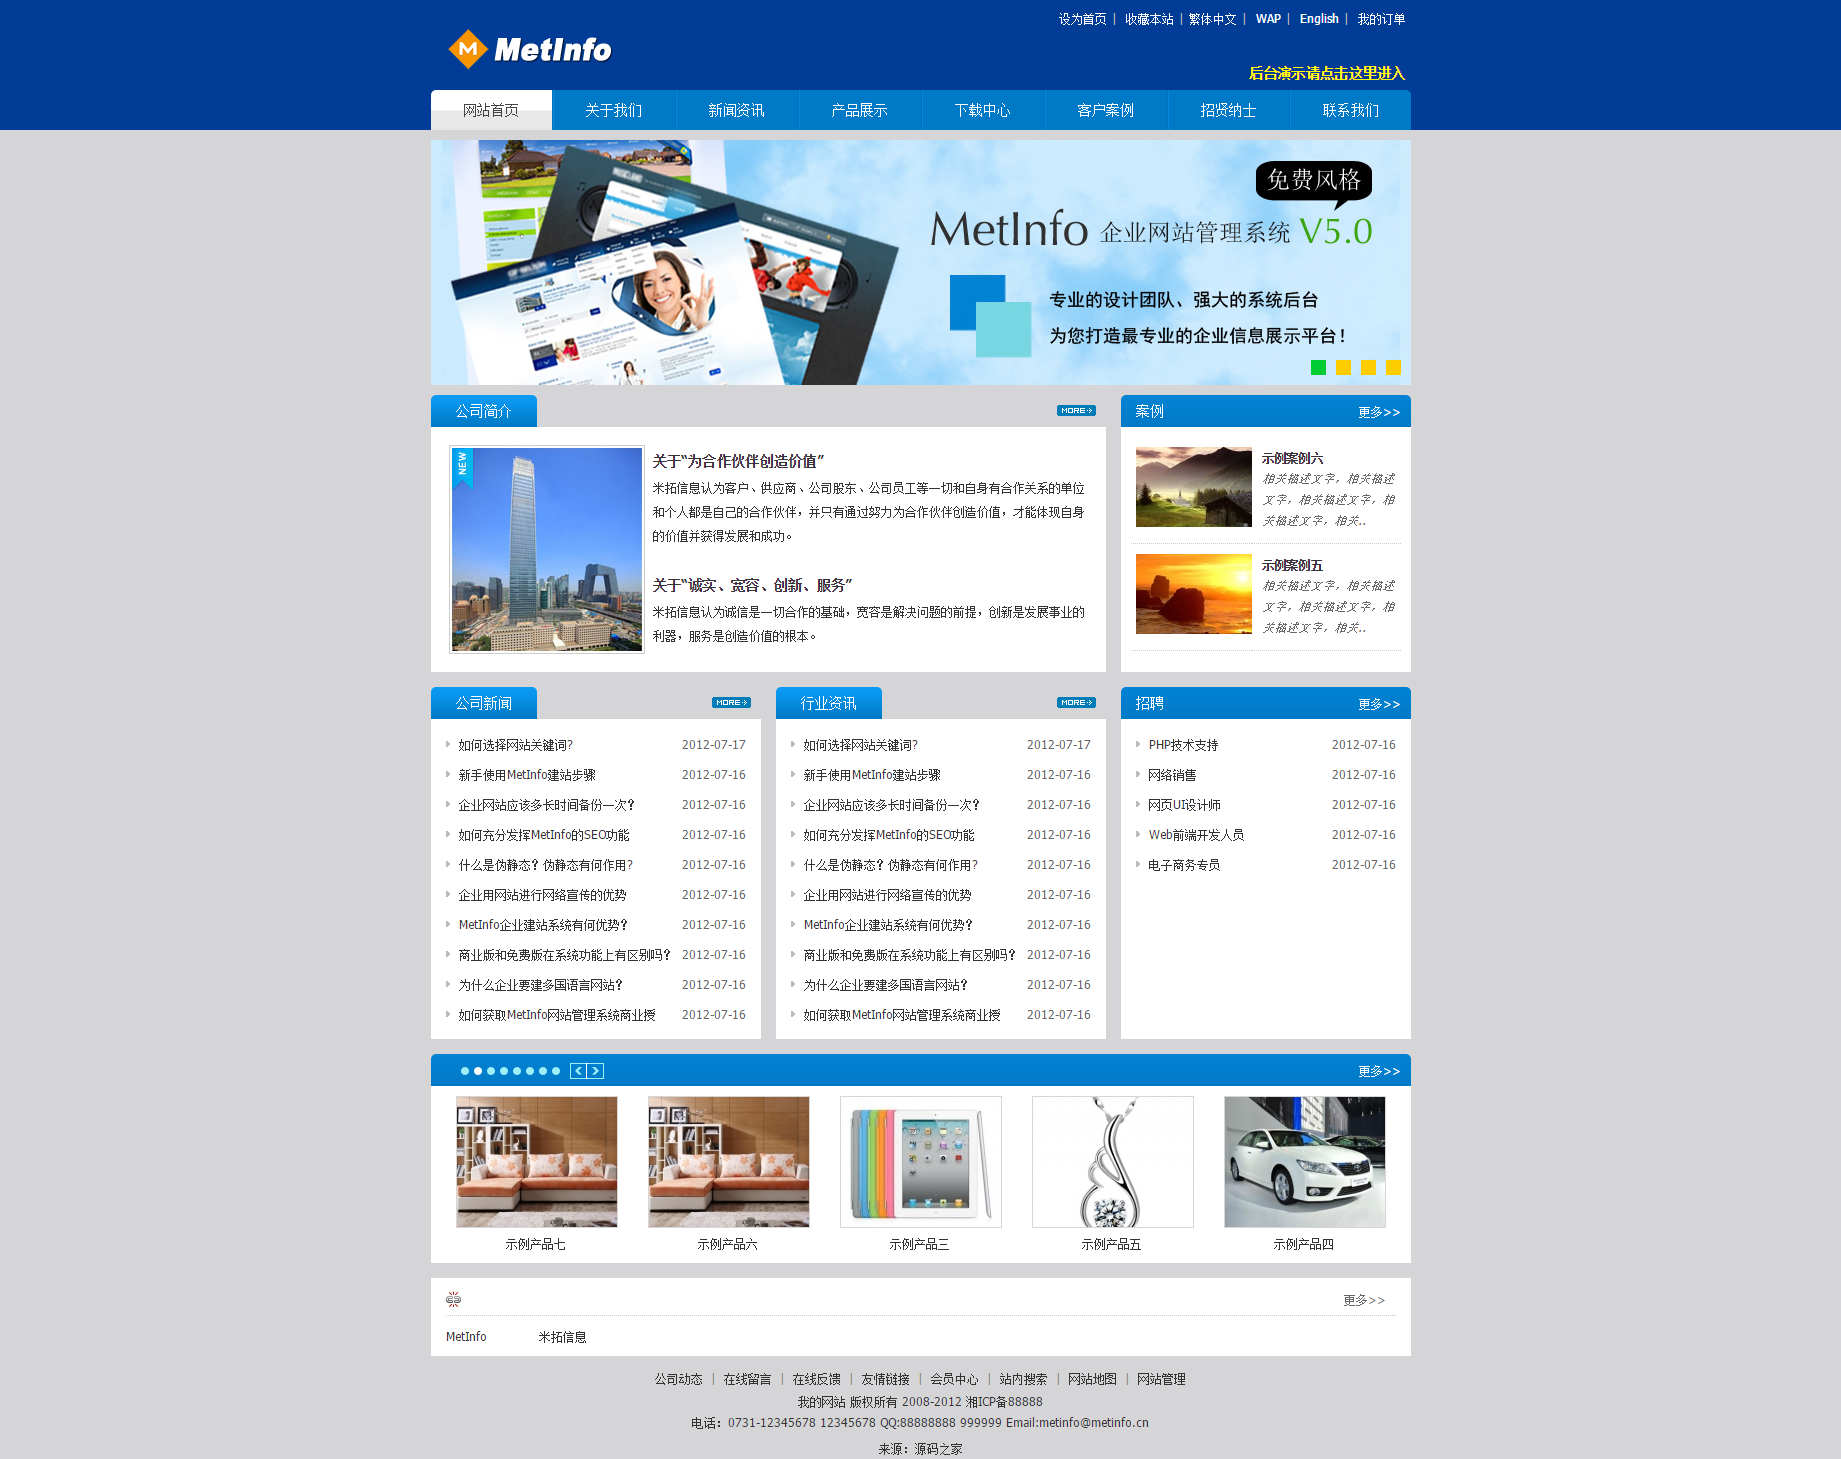 设为首页 | 收藏本站 | 繁体中文 | WAP | English | 我的订单
MetInfo
后台演示请点击这里进入
网站首页 关于我们 新闻资讯 产品展示 下载中心 客户案例 招贤纳士 联系我们
免费风格
MetInfo 企业网站管理系统 V5.0
专业的设计团队、强大的系统后台
为您打造最专业的企业信息展示平台!
公司简介 MORE
NEW
关于“为合作伙伴创造价值”
米拓信息认为客户、供应商、公司股东、公司员工等一切和自身有合作关系的单位
和个人都是自己的合作伙伴，并只有通过努力为合作伙伴创造价值，才能体现自身
的价值并获得发展和成功。
关于“诚实、宽容、创新、服务”
米拓信息认为诚信是一切合作的基础，宽容是解决问题的前提，创新是发展事业的
利器，服务是创造价值的根本。
案例 更多>>
示例案例六
相关描述文字，相关描述
文字，相关描述文字，相
关描述文字，相关..
示例案例五
相关描述文字，相关描述
文字，相关描述文字，相
关描述文字，相关..
公司新闻 MORE
如何选择网站关键词? 2012-07-17
新手使用MetInfo建站步骤 2012-07-16
企业网站应该多长时间备份一次？ 2012-07-16
如何充分发挥MetInfo的SEO功能 2012-07-16
什么是伪静态？伪静态有何作用? 2012-07-16
企业用网站进行网络宣传的优势 2012-07-16
MetInfo企业建站系统有何优势？ 2012-07-16
商业版和免费版在系统功能上有区别吗？ 2012-07-16
为什么企业要建多国语言网站？ 2012-07-16
如何获取MetInfo网站管理系统商业授 2012-07-16
行业资讯 MORE
如何选择网站关键词? 2012-07-17
新手使用MetInfo建站步骤 2012-07-16
企业网站应该多长时间备份一次？ 2012-07-16
如何充分发挥MetInfo的SEO功能 2012-07-16
什么是伪静态？伪静态有何作用? 2012-07-16
企业用网站进行网络宣传的优势 2012-07-16
MetInfo企业建站系统有何优势？ 2012-07-16
商业版和免费版在系统功能上有区别吗？ 2012-07-16
为什么企业要建多国语言网站？ 2012-07-16
如何获取MetInfo网站管理系统商业授 2012-07-16
招聘 更多>>
PHP技术支持 2012-07-16
网络销售 2012-07-16
网页UI设计师 2012-07-16
Web前端开发人员 2012-07-16
电子商务专员 2012-07-16
更多>>
示例产品七 示例产品六 示例产品三 示例产品五 示例产品四
更多>>
MetInfo 米拓信息
公司动态 | 在线留言 | 在线反馈 | 友情链接 | 会员中心 | 站内搜索 | 网站地图 | 网站管理
我的网站 版权所有 2008-2012 湘ICP备88888
电话：0731-12345678 12345678 QQ:88888888 999999 Email:metinfo@metinfo.cn
来源：源码之家